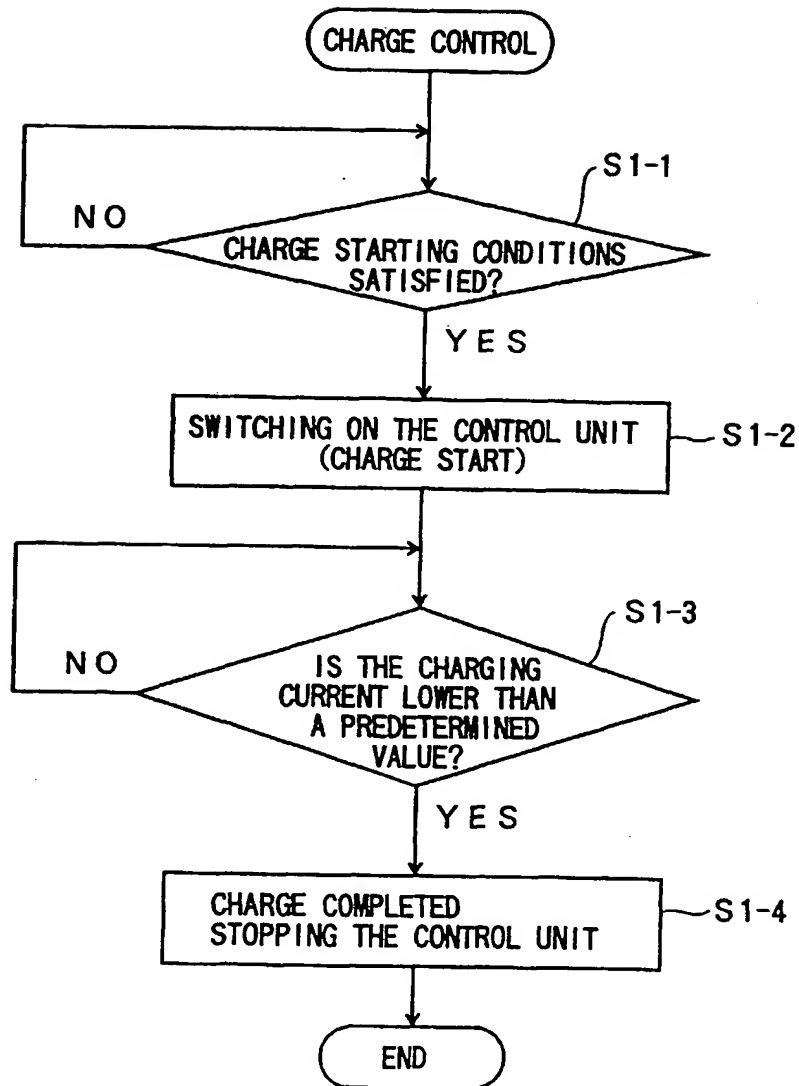 CHARGE CONTROL
S1-1
NO
CHARGE STARTING CONDITIONS
SATISFIED?
YES
SWITCHING ON THE CONTROL UNIT
(CHARGE START)
S1-2
S1-3
NO
IS THE CHARGING
CURRENT LOWER THAN
A PREDETERMINED
VALUE?
YES
CHARGE COMPLETED
STOPPING THE CONTROL UNIT
S1-4
END